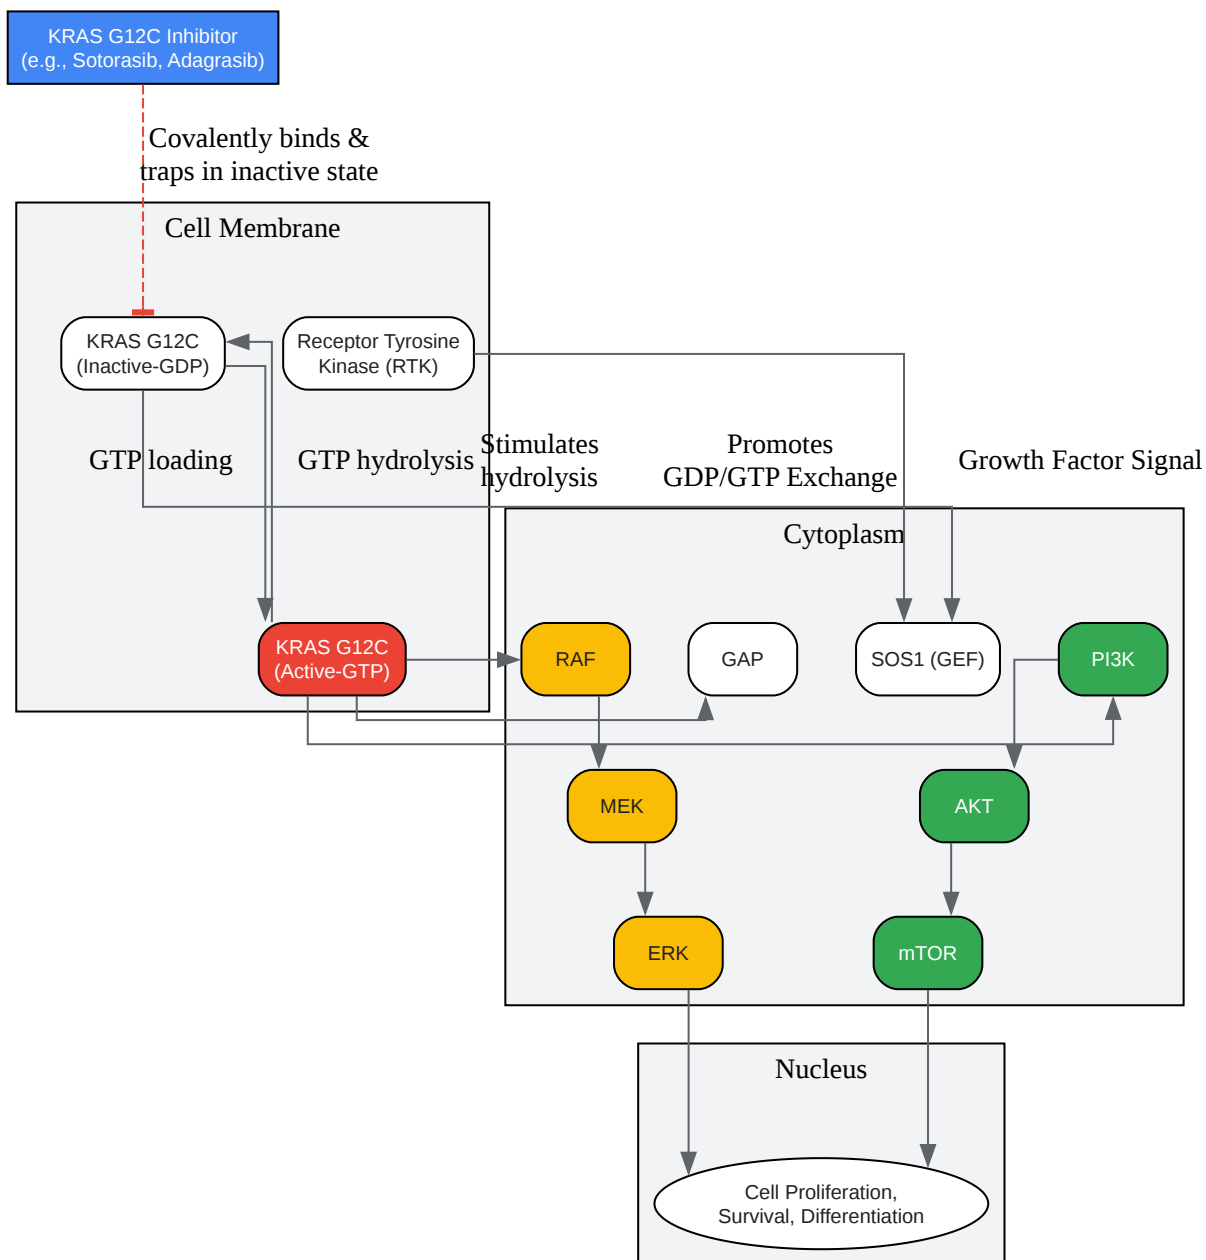 KRAS G12C Inhibitor
(e.g., Sotorasib, Adagrasib)
Covalently binds &
traps in inactive state
Cell Membrane
KRAS G12C
(Inactive-GDP)
Receptor Tyrosine
Kinase (RTK)
GTP loading
GTP hydrolysis
Stimulates
hydrolysis
Promotes
GDP/GTP Exchange
Growth Factor Signal
Cytoplasm
KRAS G12C
(Active-GTP)
RAF
GAP
SOS1 (GEF)
PI3K
MEK
AKT
ERK
mTOR
Nucleus
Cell Proliferation,
Survival, Differentiation